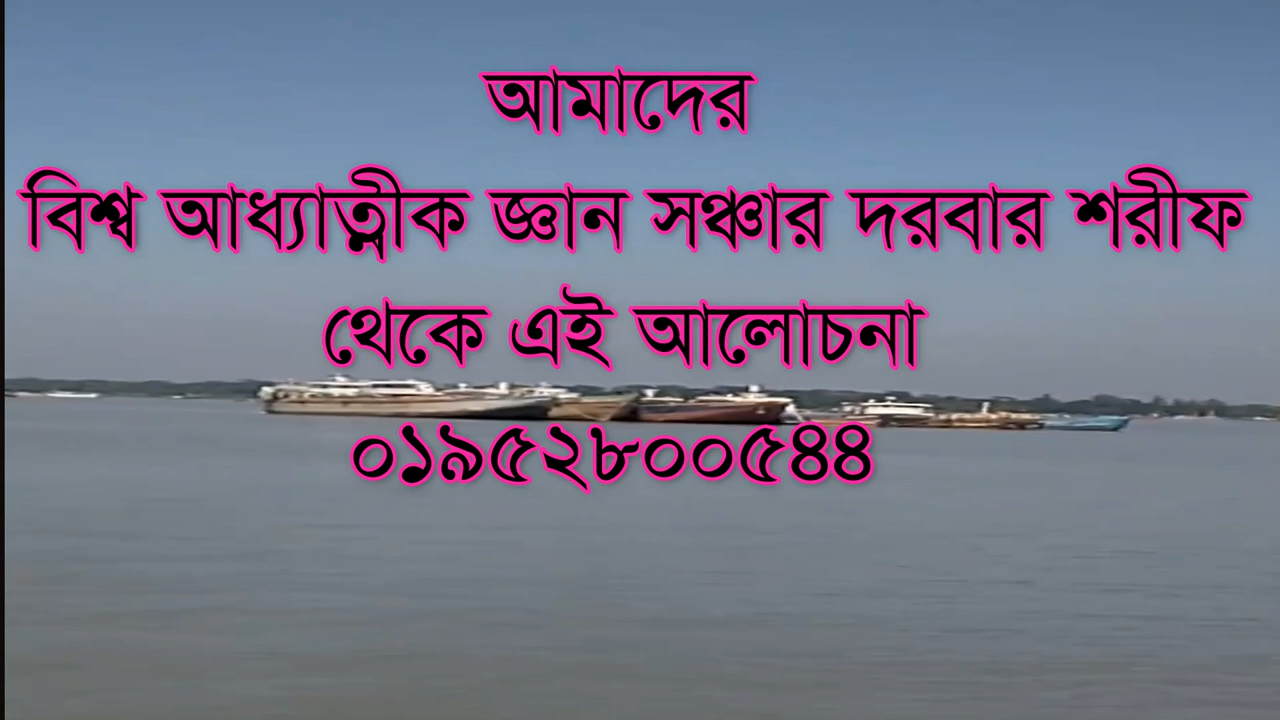 আমাদের
বিশ্ব আধ্যাত্নীক জ্ঞান সঞ্চার দরবার শরীফ
থেকে এই আলোচনা
০১৯৫২৮০০৫৪৪